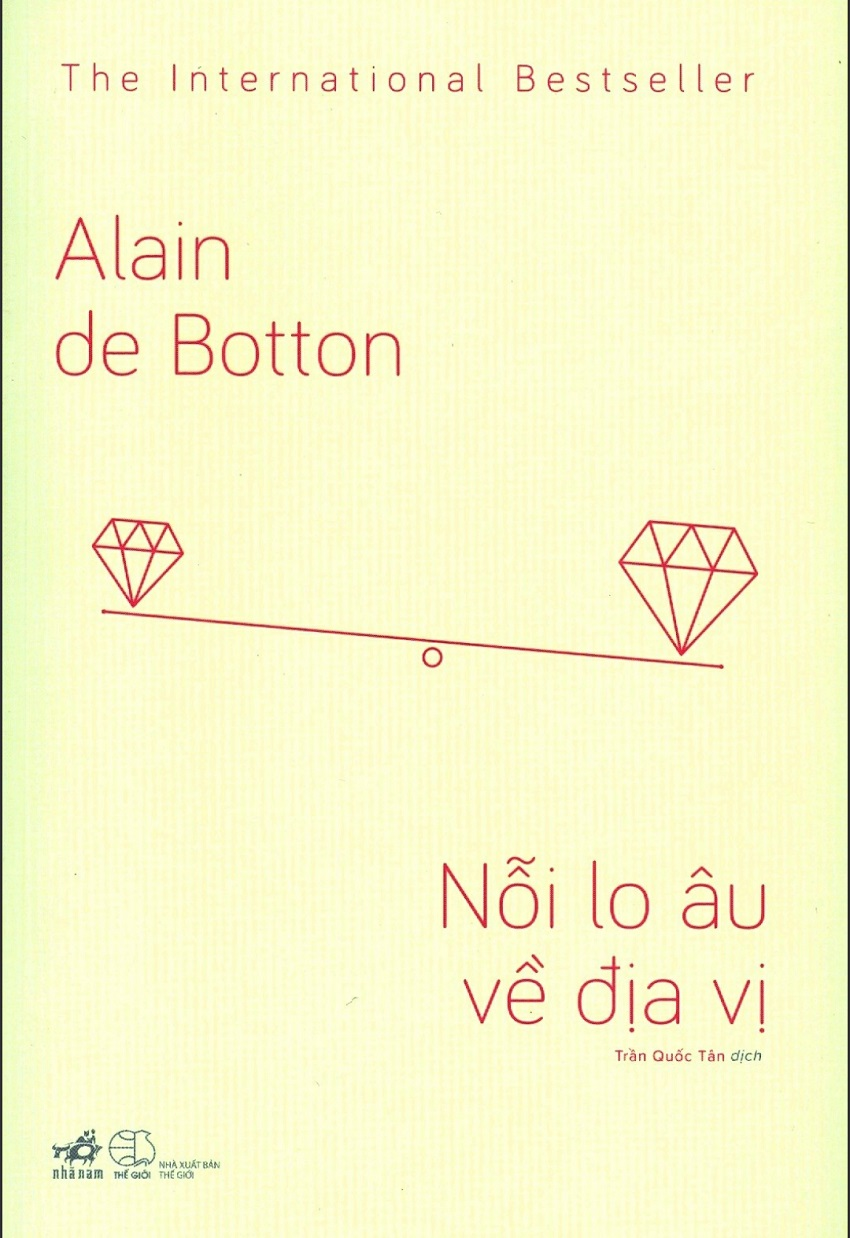 The International Bestseller
Alain
de Botton
Nỗi lo âu
về địa vị
Trần Quốc Tân dịch
nhã nam
THẾ GIỚI
NHÀ XUẤT BẢN
THẾ GIỚI